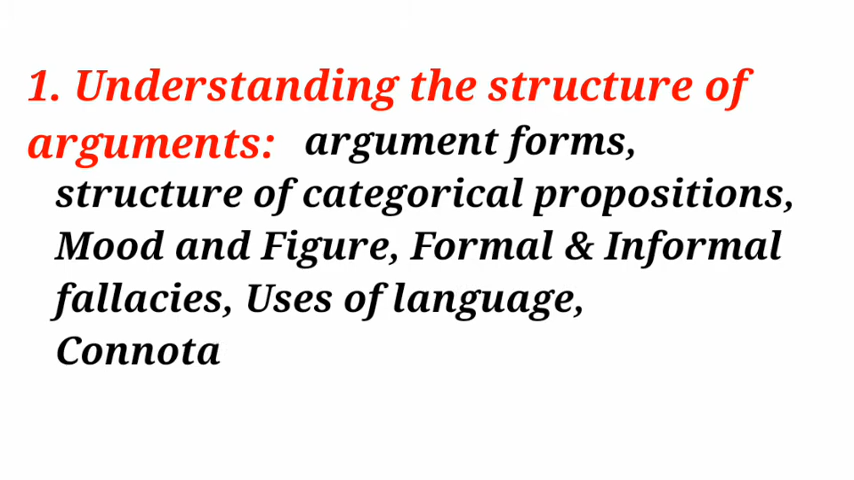 1. Understanding the structure of
arguments: argument forms,
structure of categorical propositions,
Mood and Figure, Formal & Informal
fallacies, Uses of language,
Connota